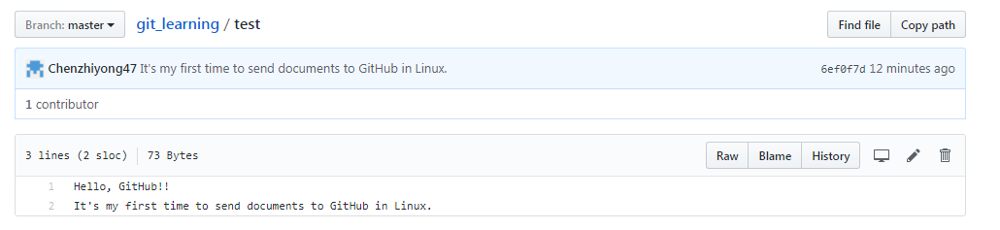 Branch: master git_learning / test Find file Copy path
Chenzhiyong47 It's my first time to send documents to GitHub in Linux. 6ef0f7d 12 minutes ago
1 contributor
3 lines (2 sloc) 73 Bytes Raw Blame History
1 Hello, GitHub!!
2 It's my first time to send documents to GitHub in Linux.